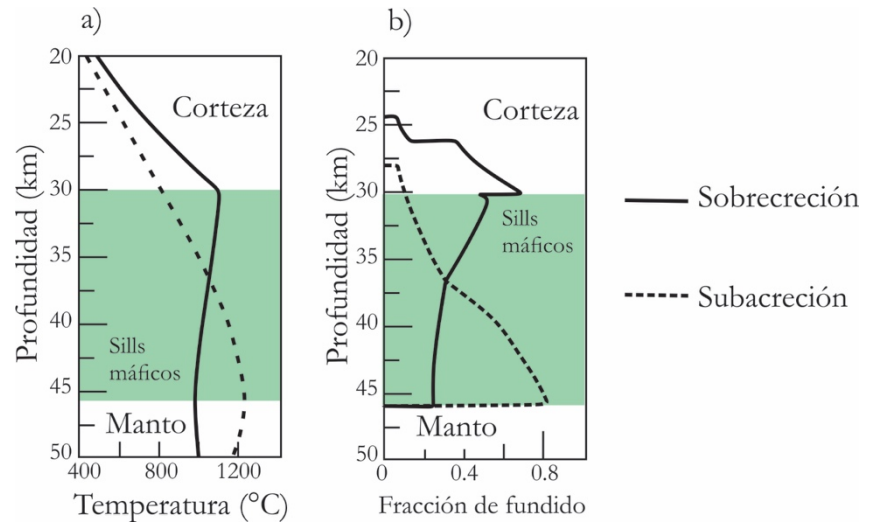 a)
b)
20
25
30
35
40
45
50
Profundidad (km)
Corteza
Sills
máficos
Manto
400
800
1200
Temperatura (°C)
20
25
30
35
40
45
50
Profundidad (km)
Corteza
Sills
máficos
Manto
0
0.4
0.8
Fracción de fundido
Sobrecreción
Subacreción